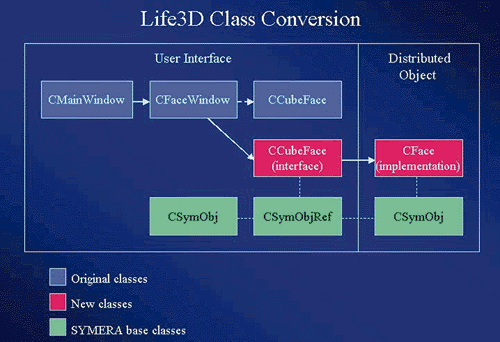 Life3D Class Conversion
User Interface
Distributed
Object
CMainWindow
CFaceWindow
CCubeFace
CCubeFace
(interface)
CFace
(implementation)
CSymObj
CSymObjRef
CSymObj
Original classes
New classes
SYMERA base classes